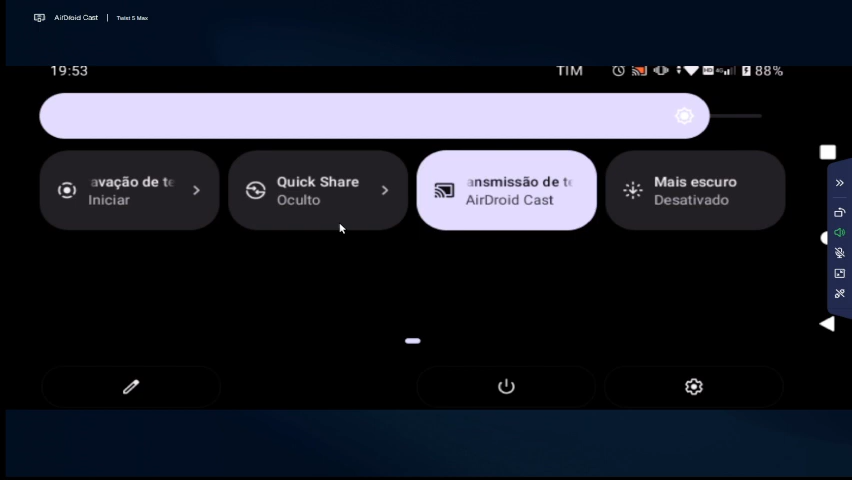 AirDroid Cast | Twist 5 Max
19:53 TIM 88%
avação de te
Iniciar
Quick Share
Oculto
ansmissão de te
AirDroid Cast
Mais escuro
Desativado